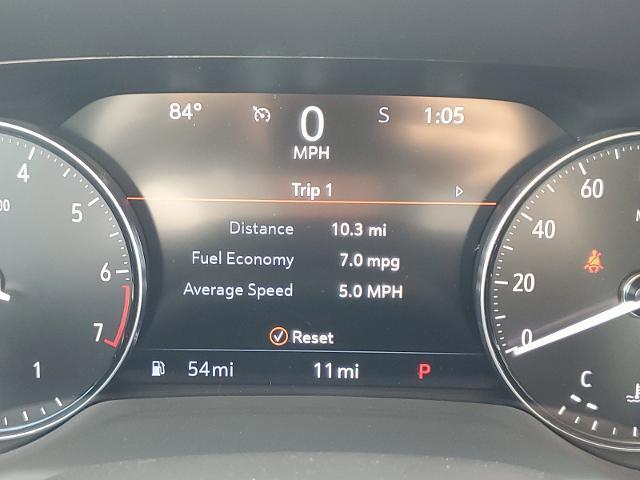 84° 0 S 1:05
MPH
Trip 1
Distance 10.3 mi
Fuel Economy 7.0 mpg
Average Speed 5.0 MPH
Reset
54mi 11mi P
4
5
6
7
1
60
40
20
0
C